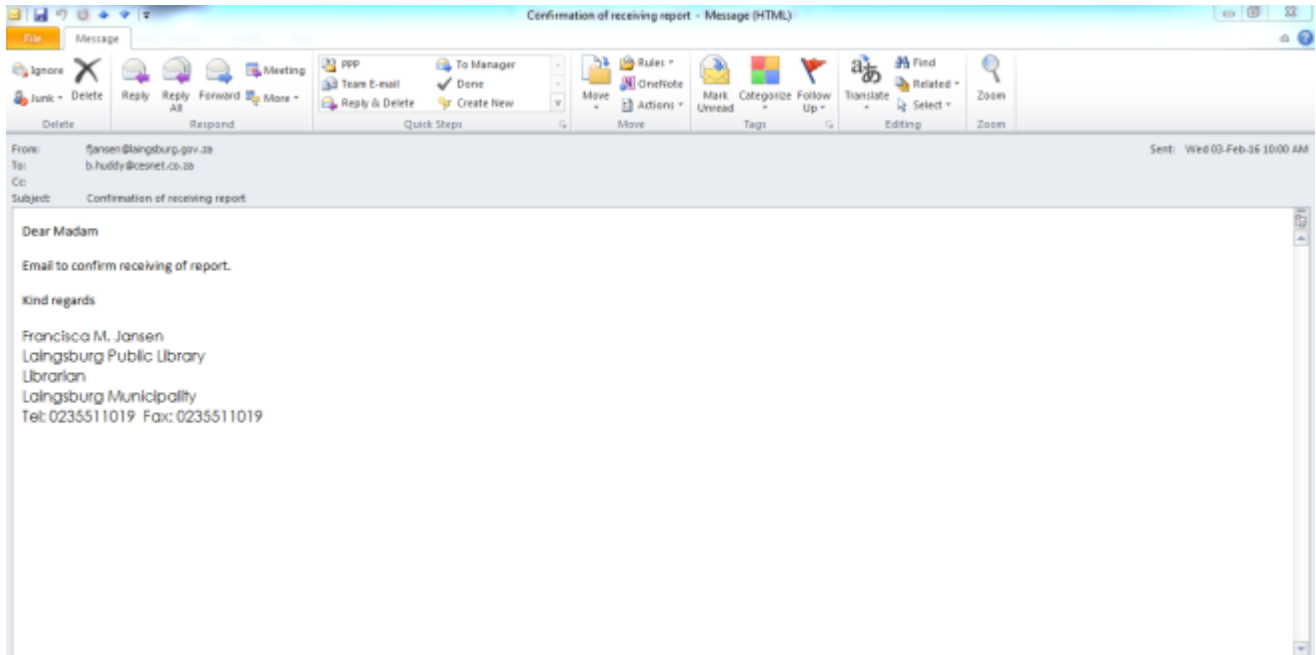 Confirmation of receiving report - Message (HTML)
File Message
Ignore
Junk
Delete
Reply
Reply All
Forward
Meeting
More
PPP
Team E-mail
Reply & Delete
To Manager
Done
Create New
Move
Rules
OneNote
Actions
Mark Unread
Categorize
Follow Up
Translate
Find
Related
Select
Zoom
Delete
Respond
Quick Steps
Move
Tags
Editing
Zoom
From: fjansen@laingsburg.gov.za
Sent: Wed 03-Feb-16 10:00 AM
To: b.huddy@cesnet.co.za
Cc:
Subject: Confirmation of receiving report
Dear Madam
Email to confirm receiving of report.
Kind regards
Francisca M. Jansen
Laingsburg Public Library
Librarian
Laingsburg Municipality
Tel: 0235511019 Fax: 0235511019